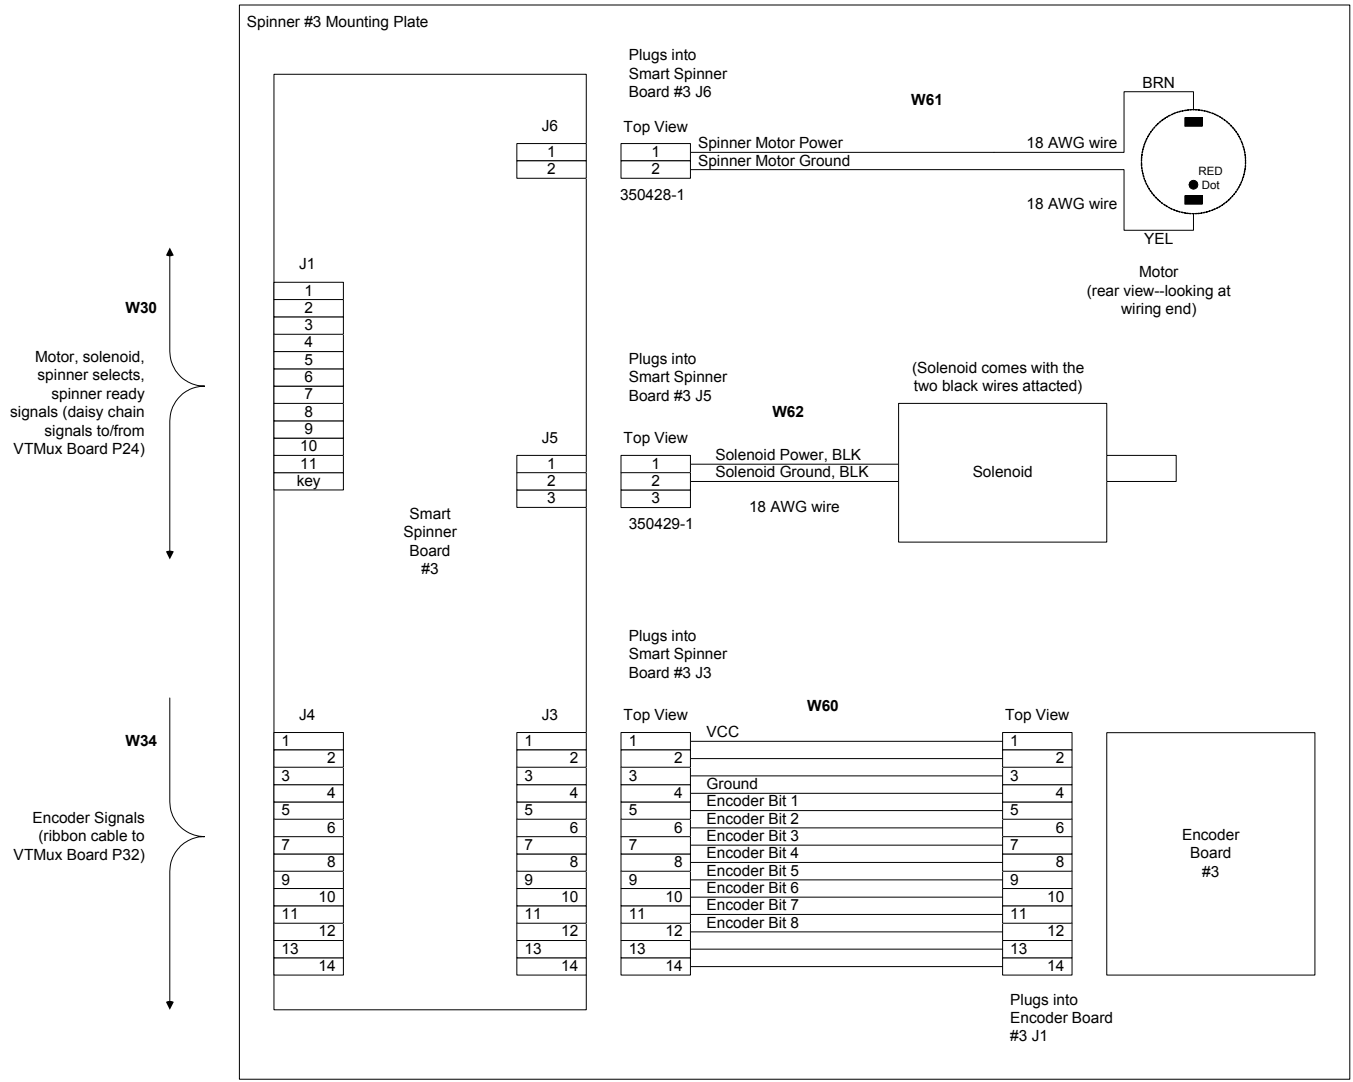 Spinner #3 Mounting Plate
Plugs into
Smart Spinner
Board #3 J6
W61
BRN
J6
Top View
1
2
1
2
Spinner Motor Power
Spinner Motor Ground
18 AWG wire
18 AWG wire
350428-1
RED
Dot
YEL
Motor
(rear view--looking at
wiring end)
W30
Motor, solenoid,
spinner selects,
spinner ready
signals (daisy chain
signals to/from
VTMux Board P24)
J1
1
2
3
4
5
6
7
8
9
10
11
key
Plugs into
Smart Spinner
Board #3 J5
W62
(Solenoid comes with the
two black wires attacted)
J5
Top View
1
2
3
1
2
3
Solenoid Power, BLK
Solenoid Ground, BLK
18 AWG wire
350429-1
Solenoid
Smart
Spinner
Board
#3
Plugs into
Smart Spinner
Board #3 J3
W60
W34
Encoder Signals
(ribbon cable to
VTMux Board P32)
J4
1
2
3
4
5
6
7
8
9
10
11
12
13
14
J3
1
2
3
4
5
6
7
8
9
10
11
12
13
14
Top View
1
2
3
4
5
6
7
8
9
10
11
12
13
14
VCC
Ground
Encoder Bit 1
Encoder Bit 2
Encoder Bit 3
Encoder Bit 4
Encoder Bit 5
Encoder Bit 6
Encoder Bit 7
Encoder Bit 8
Top View
1
2
3
4
5
6
7
8
9
10
11
12
13
14
Plugs into
Encoder Board
#3 J1
Encoder
Board
#3